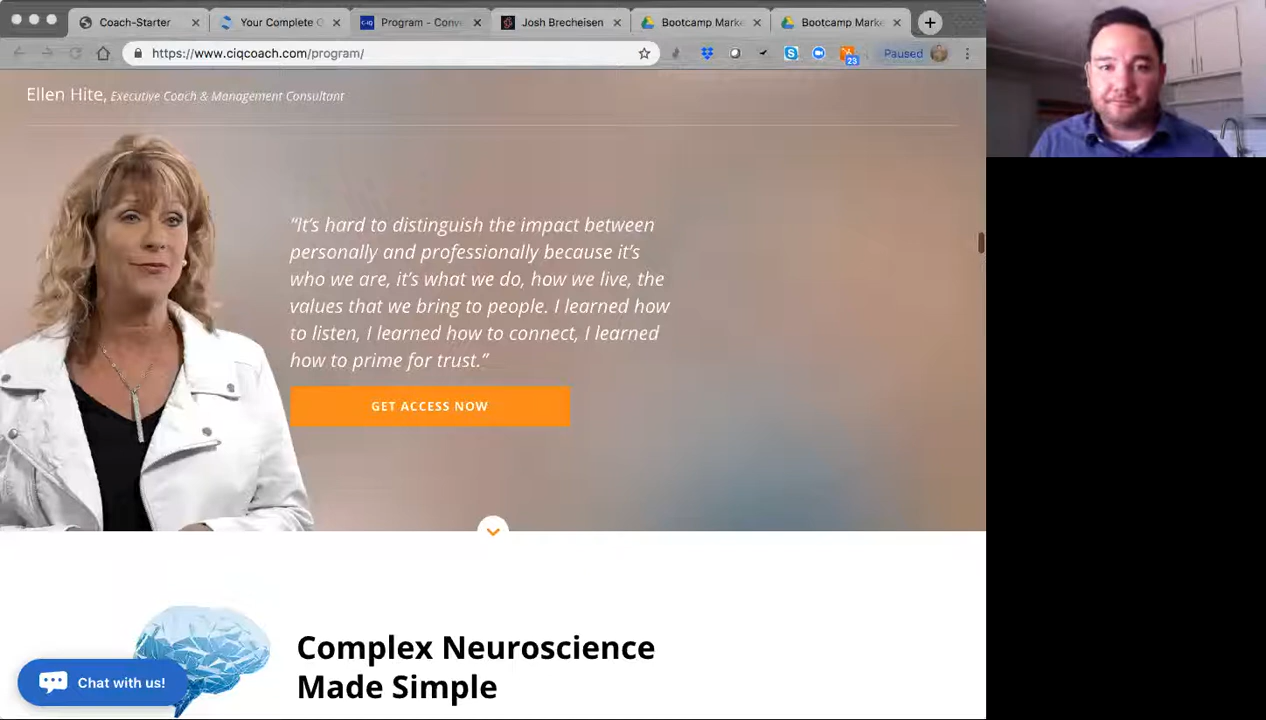 Coach-Starter
Your Complete G
Program - Conv
Josh Brecheisen
Bootcamp Marke
Bootcamp Marke
https://www.ciqcoach.com/program/
23
Paused
Ellen Hite, Executive Coach & Management Consultant
“It’s hard to distinguish the impact between
personally and professionally because it’s
who we are, it’s what we do, how we live, the
values that we bring to people. I learned how
to listen, I learned how to connect, I learned
how to prime for trust.”
GET ACCESS NOW
Complex Neuroscience
Made Simple
Chat with us!